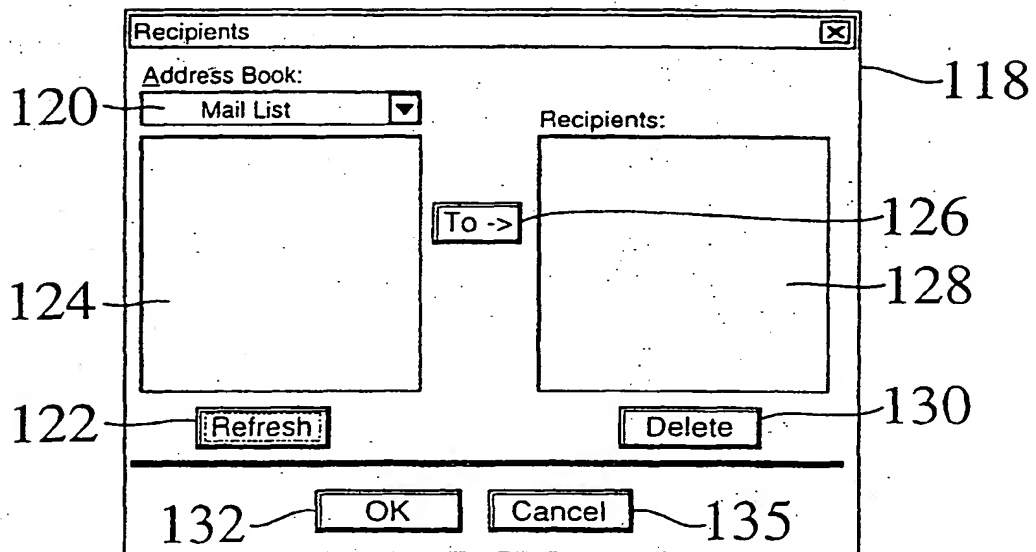 Recipients
Address Book:
118
120
Mail List
Recipients:
To ->
126
124
128
122
Refresh
Delete
130
132
OK
Cancel
135